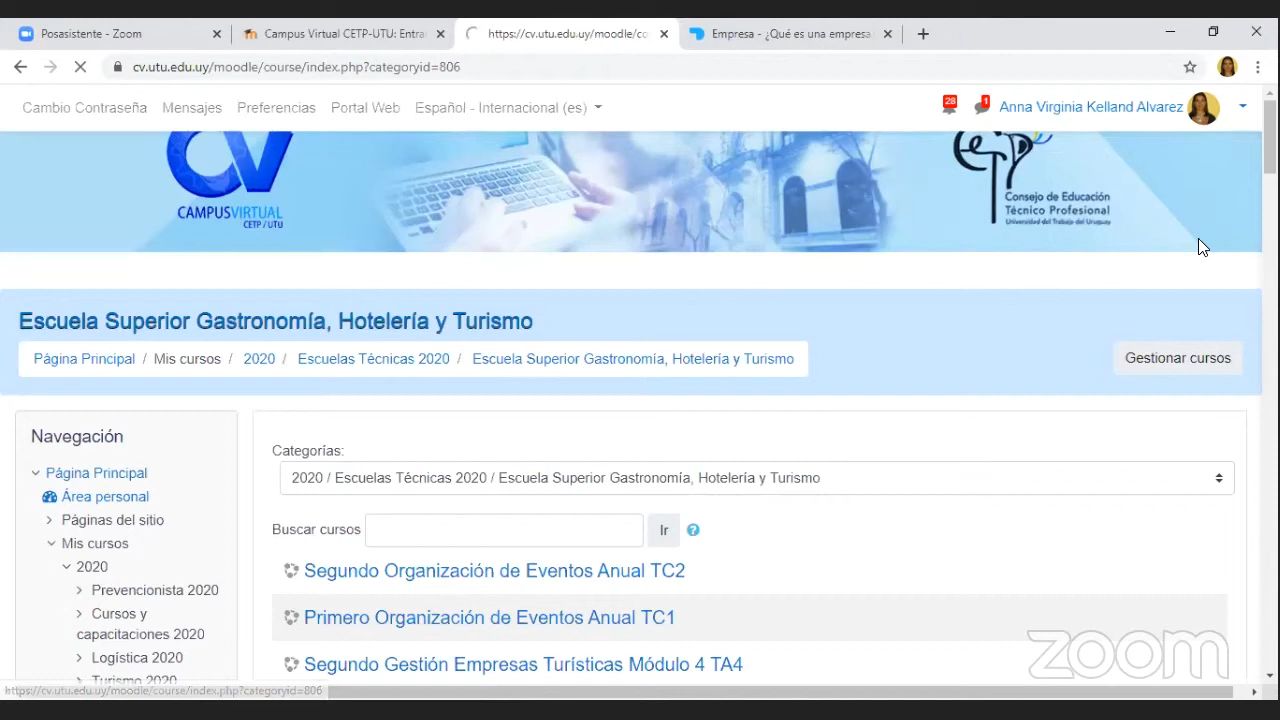 Posasistente - Zoom
Campus Virtual CETP-UTU: Entra
https://cv.utu.edu.uy/moodle/co
Empresa - ¿Qué es una empresa
cv.utu.edu.uy/moodle/course/index.php?categoryid=806
Cambio Contraseña Mensajes Preferencias Portal Web Español - Internacional (es)
28
1
Anna Virginia Kelland Alvarez
CV
CAMPUSVIRTUAL
CETP / UTU
cetp
Consejo de Educación
Técnico Profesional
Universidad del Trabajo del Uruguay
Escuela Superior Gastronomía, Hotelería y Turismo
Página Principal / Mis cursos / 2020 / Escuelas Técnicas 2020 / Escuela Superior Gastronomía, Hotelería y Turismo
Gestionar cursos
Navegación
Página Principal
Área personal
Páginas del sitio
Mis cursos
2020
Prevencionista 2020
Cursos y
capacitaciones 2020
Logística 2020
Turismo 2020
Categorías:
2020 / Escuelas Técnicas 2020 / Escuela Superior Gastronomía, Hotelería y Turismo
Buscar cursos
Ir
Segundo Organización de Eventos Anual TC2
Primero Organización de Eventos Anual TC1
Segundo Gestión Empresas Turísticas Módulo 4 TA4
https://cv.utu.edu.uy/moodle/course/index.php?categoryid=806
zoom